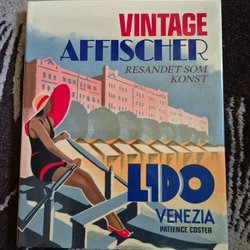 VINTAGE
AFFISCHER
RESANDET SOM
KONST
LIDO
VENEZIA
PATIENCE COSTER